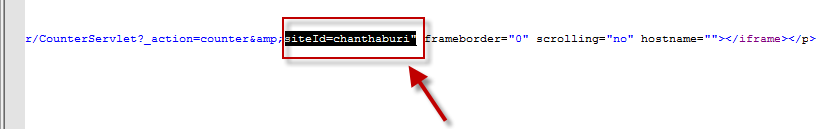 r/CounterServlet?_action=counter&amp;siteId=chanthaburi" frameborder="0" scrolling="no" hostname=""></iframe></p>